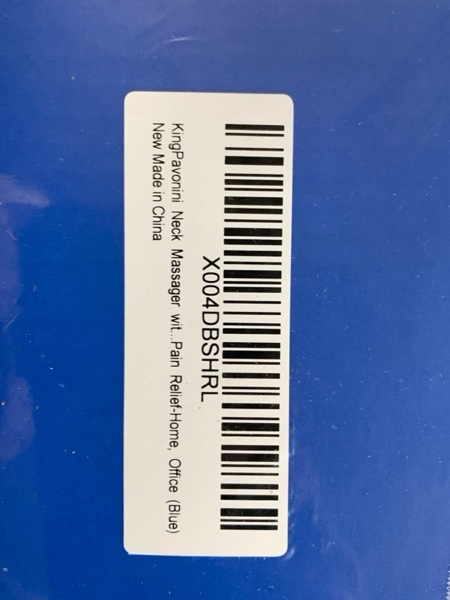 X004DBSHRL
KingPavonini Neck Massager wit...Pain Relief-Home, Office (Blue)
New Made in China